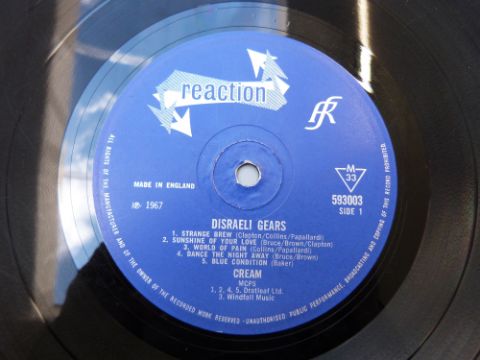 reaction
R
MADE IN ENGLAND
℗ 1967
M
33
593003
SIDE 1
DISRAELI GEARS
1. STRANGE BREW (Clapton/Collins/Papallardi)
2. SUNSHINE OF YOUR LOVE (Bruce/Brown/Clapton)
3. WORLD OF PAIN (Collins/Papallardi)
4. DANCE THE NIGHT AWAY (Bruce/Brown)
5. BLUE CONDITION (Baker)
CREAM
MCPS
1, 2, 4, 5. Dratleaf Ltd.
3. Windfall Music
ALL RIGHTS OF THE MANUFACTURER AND OF THE OWNER OF THE RECORDED WORK RESERVED - UNAUTHORISED PUBLIC PERFORMANCE, BROADCASTING AND COPYING OF THIS RECORD PROHIBITED.